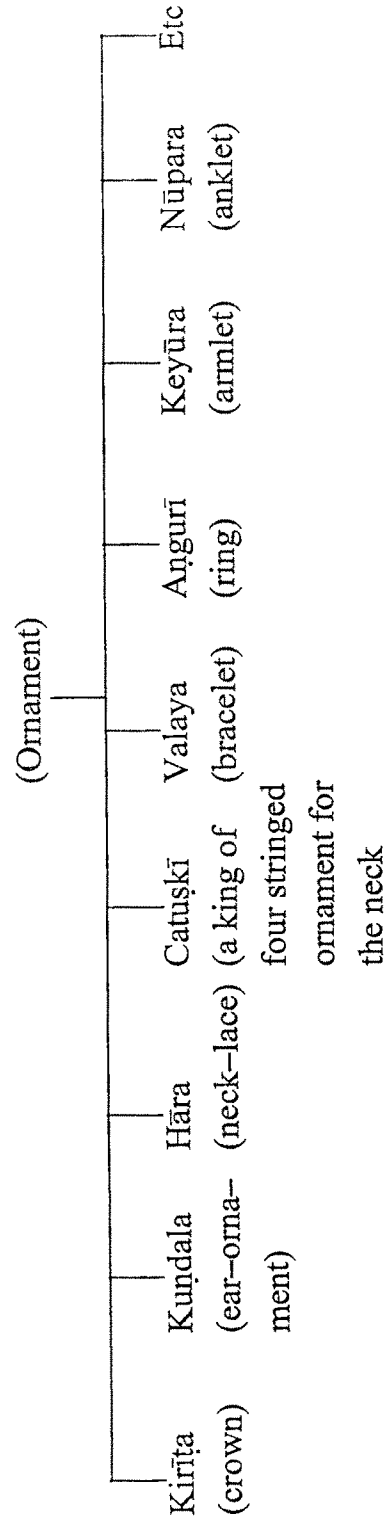 (Ornament)
Kirīṭa Kuṇdala Hāra Catuṣkī Valaya Aṇgurī Keyūra Nūpara Etc
(crown) (ear–orna– (neck–lace) (a king of (bracelet) (ring) (armlet) (anklet)
ment) four stringed
ornament for
the neck